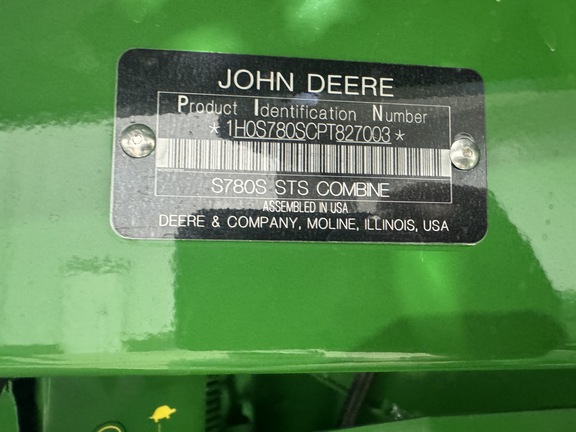 JOHN DEERE
Product Identification Number
*1H0S780SCPT827003*
S780S STS COMBINE
ASSEMBLED IN USA
DEERE & COMPANY, MOLINE, ILLINOIS, USA